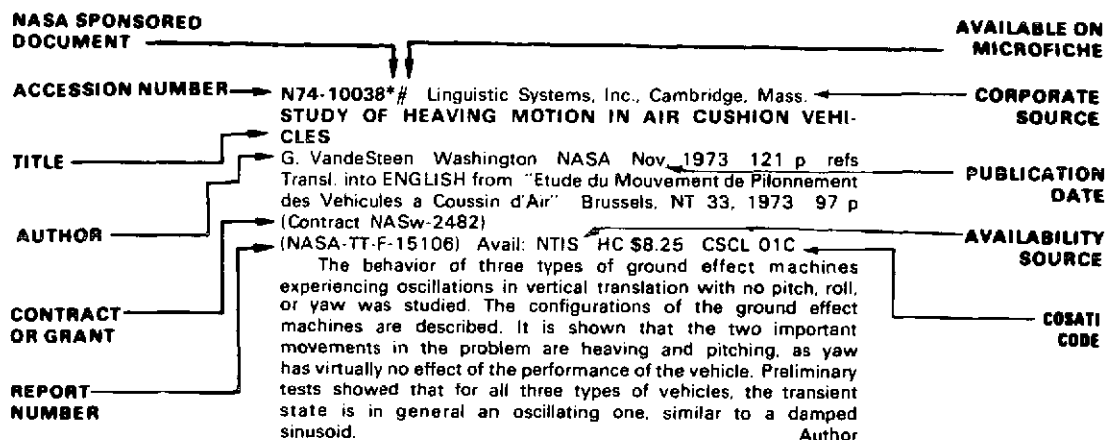 NASA SPONSORED
DOCUMENT
AVAILABLE ON
MICROFICHE
ACCESSION NUMBER
N74-10038*# Linguistic Systems, Inc., Cambridge, Mass.
CORPORATE
SOURCE
STUDY OF HEAVING MOTION IN AIR CUSHION VEHI-
CLES
TITLE
G. VandeSteen Washington NASA Nov. 1973 121 p refs
Transl. into ENGLISH from "Etude du Mouvement de Pilonnement
des Vehicules a Coussin d'Air" Brussels, NT 33, 1973 97 p
PUBLICATION
DATE
AUTHOR
(Contract NASw-2482)
(NASA-TT-F-15106) Avail: NTIS HC $8.25 CSCL 01C
AVAILABILITY
SOURCE
The behavior of three types of ground effect machines
experiencing oscillations in vertical translation with no pitch, roll,
or yaw was studied. The configurations of the ground effect
machines are described. It is shown that the two important
movements in the problem are heaving and pitching, as yaw
has virtually no effect of the performance of the vehicle. Preliminary
tests showed that for all three types of vehicles, the transient
state is in general an oscillating one, similar to a damped
sinusoid. Author
CONTRACT
OR GRANT
COSATI
CODE
REPORT
NUMBER